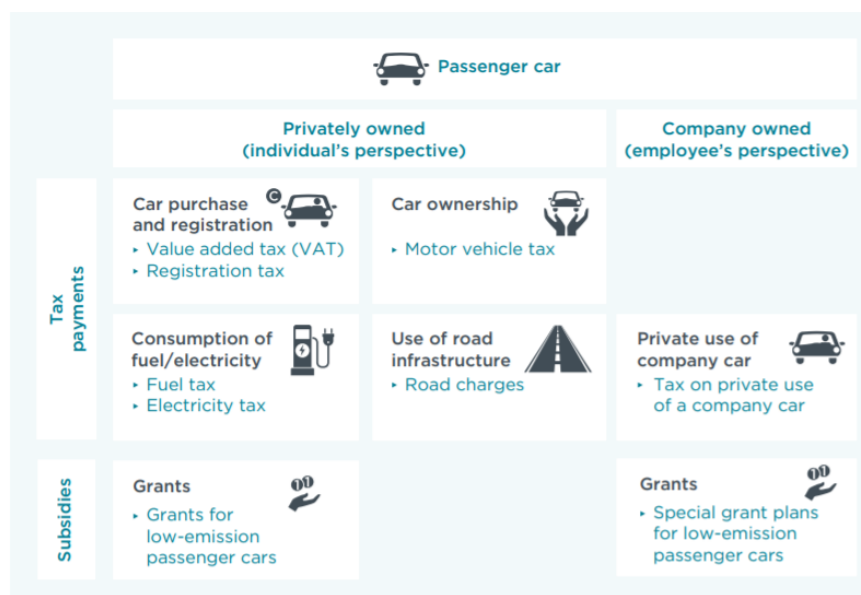 Passenger car
Privately owned
(individual's perspective)
Company owned
(employee's perspective)
Tax
payments
Car purchase
and registration
▸ Value added tax (VAT)
▸ Registration tax
Car ownership
▸ Motor vehicle tax
Consumption of
fuel/electricity
▸ Fuel tax
▸ Electricity tax
Use of road
infrastructure
▸ Road charges
Private use of
company car
▸ Tax on private use
of a company car
Subsidies
Grants
▸ Grants for
low-emission
passenger cars
Grants
▸ Special grant plans
for low-emission
passenger cars